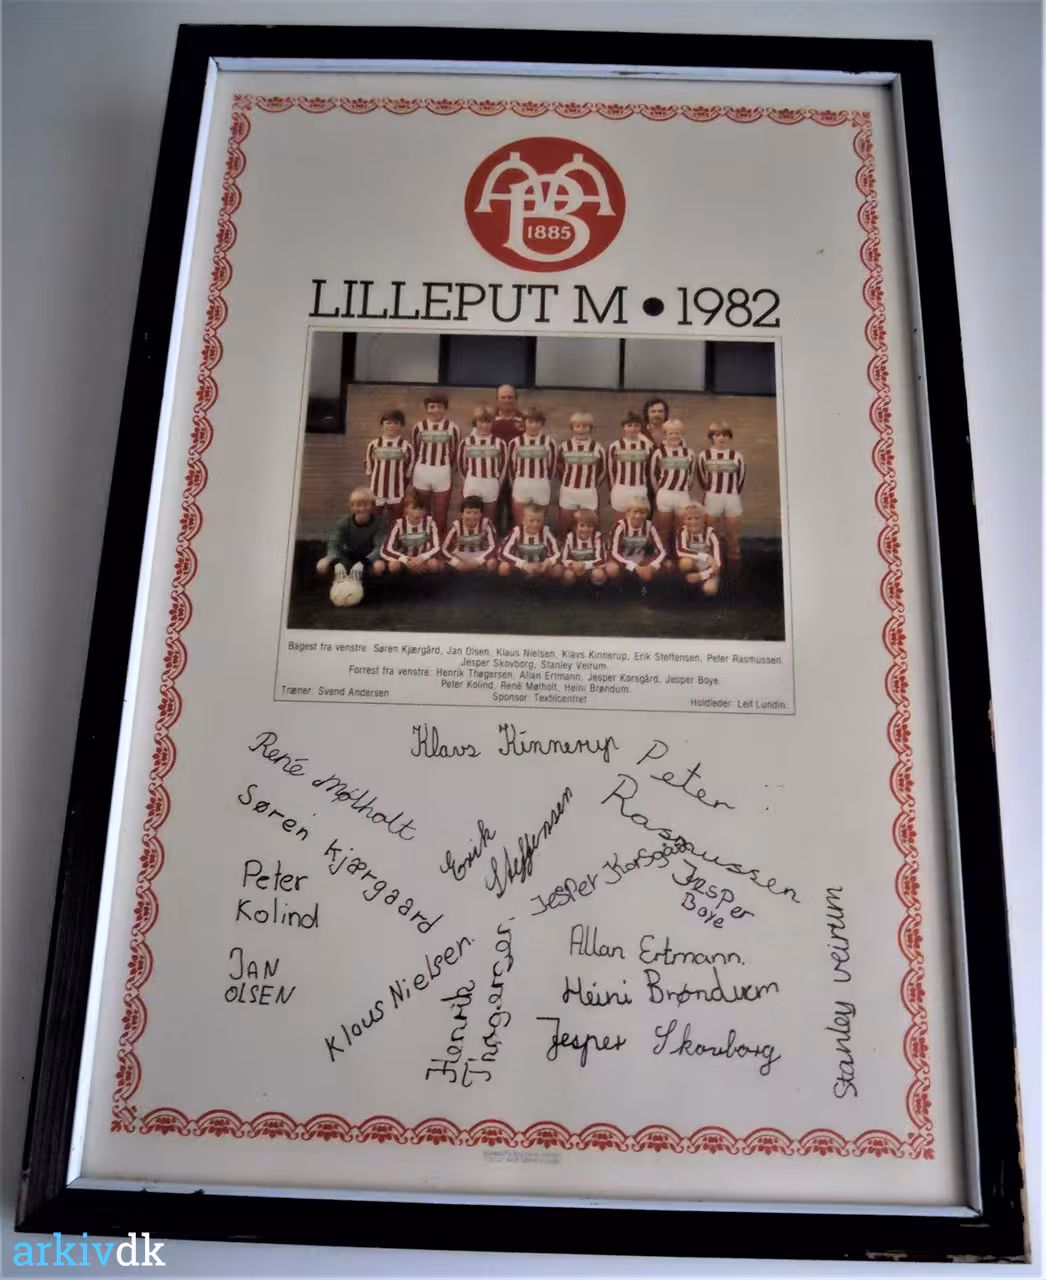 AaB
1885
LILLEPUT M • 1982
Bagest fra venstre: Søren Kjærgård, Jan Olsen, Klaus Nielsen, Klavs Kinnerup, Erik Steffensen, Peter Rasmussen,
Jesper Skovborg, Stanley Veirum.
Forrest fra venstre: Henrik Thøgersen, Allan Ertmann, Jesper Korsgård, Jesper Boye.
Peter Kolind, René Mølholt, Heini Brøndum.
Træner: Svend Andersen
Sponsor: Textilcentret
Holdleder: Leif Lundin.
Klavs Kinnerup
René Mølholt
Peter
Rasmussen
Søren Kjærgaard
Erik
Steffensen
Jesper Korsgård
Jesper
Boye
Peter
Kolind
JAN
OLSEN
Klaus Nielsen.
Henrik
Thøgersen
Allan Ertmann.
Heini Brøndum
Jesper Skovborg
Stanley Veirum
arkivdk